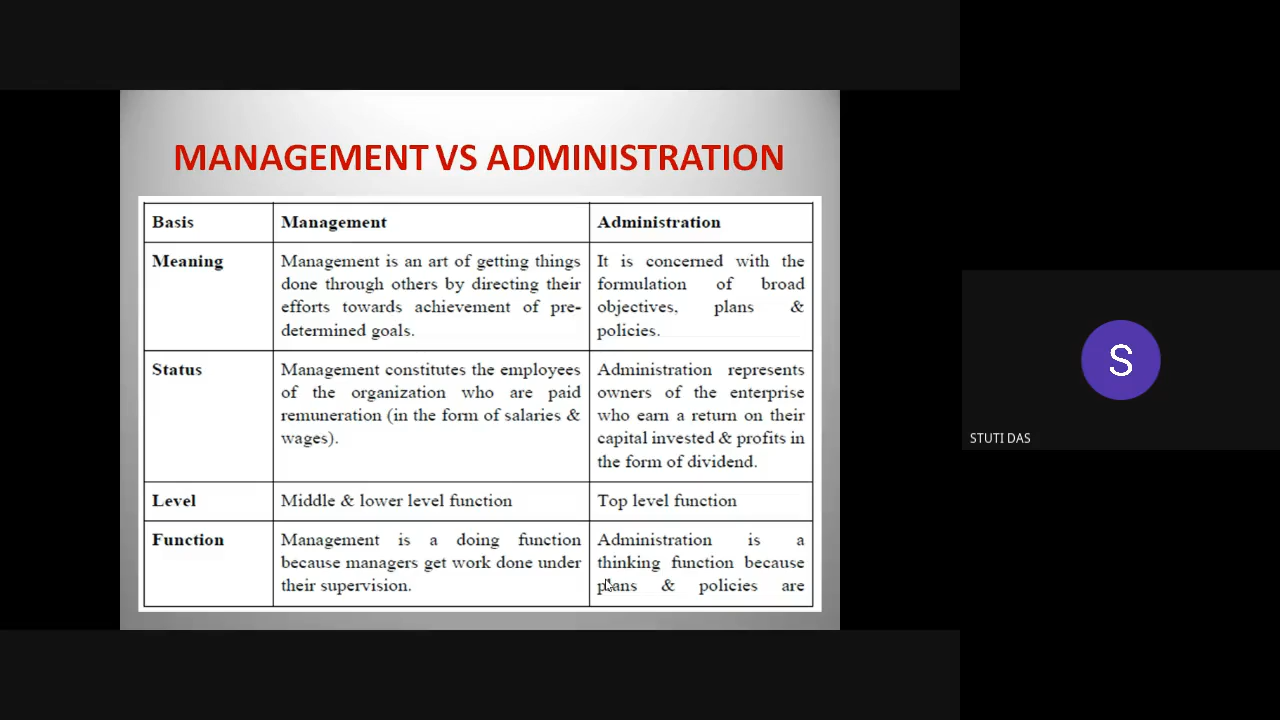 MANAGEMENT VS ADMINISTRATION
Basis
Management
Administration
Meaning
Management is an art of getting things
done through others by directing their
efforts towards achievement of pre-
determined goals.
It is concerned with the
formulation of broad
objectives, plans &
policies.
Status
Management constitutes the employees
of the organization who are paid
remuneration (in the form of salaries &
wages).
Administration represents
owners of the enterprise
who earn a return on their
capital invested & profits in
the form of dividend.
Level
Middle & lower level function
Top level function
Function
Management is a doing function
because managers get work done under
their supervision.
Administration is a
thinking function because
plans & policies are
S
STUTI DAS